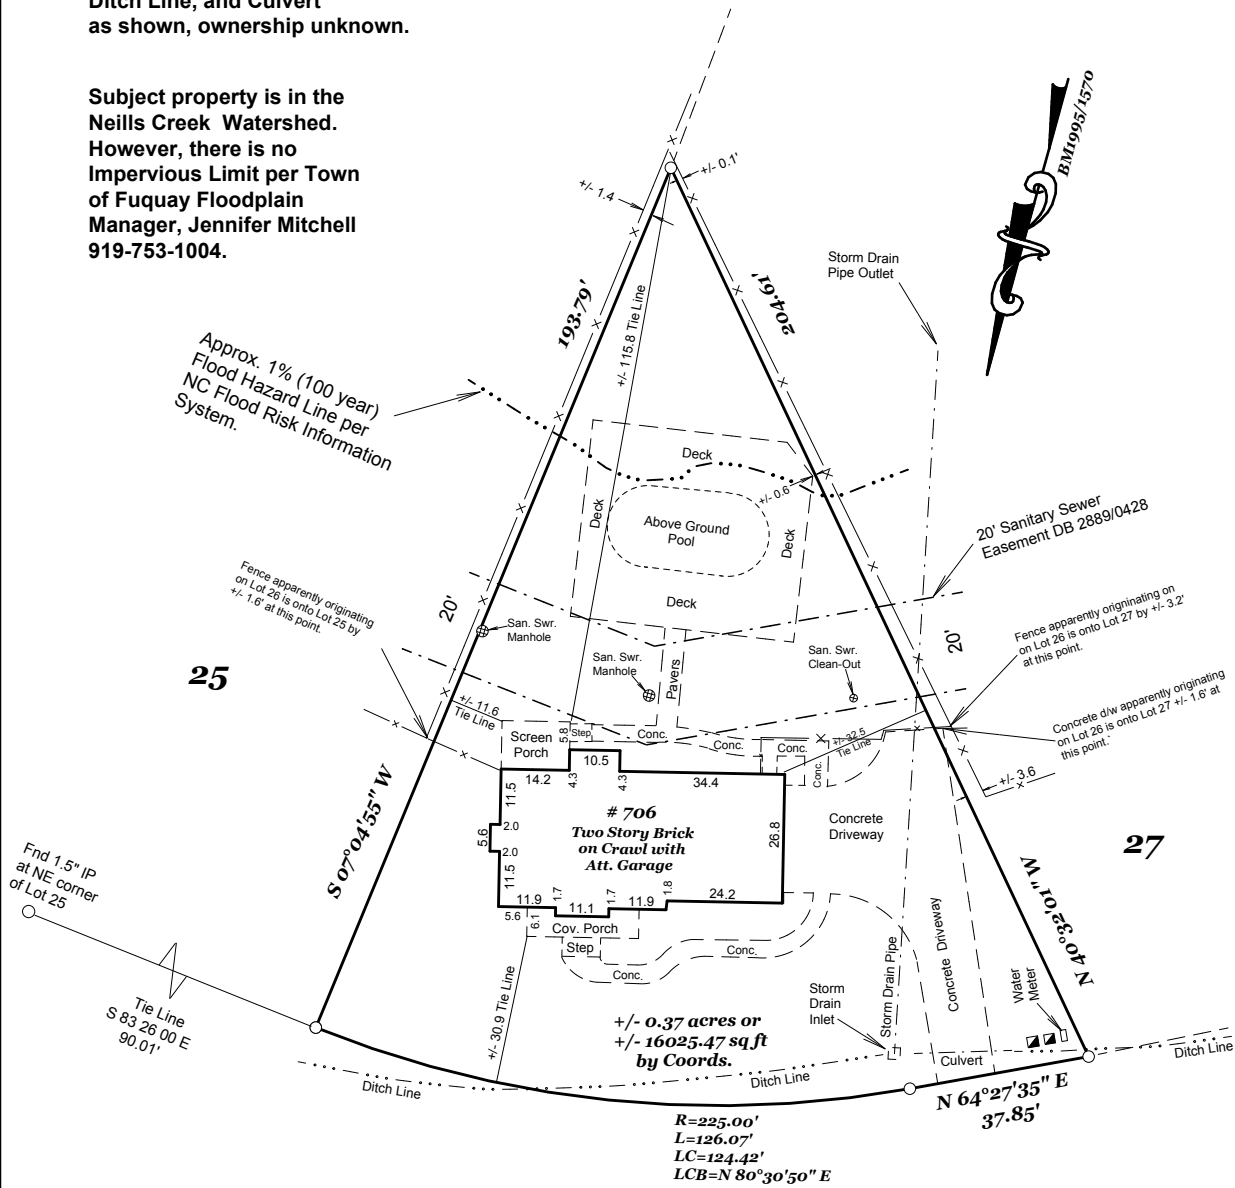 Ditch Line, and Culvert
as shown, ownership unknown.
Subject property is in the
Neills Creek Watershed.
However, there is no
Impervious Limit per Town
of Fuquay Floodplain
Manager, Jennifer Mitchell
919-753-1004.
BM1995/1570
+/- 0.1'
+/- 1.4
Storm Drain
Pipe Outlet
193.79'
204.61'
+/- 115.8 Tie Line
Approx. 1% (100 year)
Flood Hazard Line per
NC Flood Risk Information
System.
Deck
+/- 0.6
Deck
Above Ground
Pool
Deck
Deck
20' Sanitary Sewer
Easement DB 2889/0428
Fence apparently originating
on Lot 26 is onto Lot 25 by
+/- 1.6' at this point.
20'
San. Swr.
Manhole
San. Swr.
Manhole
Pavers
San. Swr.
Clean-Out
20'
Fence apparently originating on
on Lot 26 is onto Lot 27 by +/- 3.2'
at this point.
25
+/- 11.6
Tie Line
Concrete d/w apparently originating
on Lot 26 is onto Lot 27 +/- 1.6' at
this point.'
Screen
Porch
5.8
Step
Conc.
Conc.
Conc.
Conc.
+/- 32.5
Tie Line
+/- 3.6
10.5
14.2
4.3
4.3
34.4
11.5
# 706
Two Story Brick
on Crawl with
Att. Garage
26.8
5.6
2.0
2.0
11.5
Concrete
Driveway
27
S 07°04'55" W
N 40°32'01" W
Fnd 1.5" IP
at NE corner
of Lot 25
11.9
1.7
11.1
1.7
11.9
1.8
24.2
5.6
6.1
Cov. Porch
Step
Conc.
Conc.
Tie Line
S 83 26 00 E
90.01'
+/- 30.9 Tie Line
Storm
Drain
Inlet
Storm Drain Pipe
Concrete Driveway
Water
Meter
+/- 0.37 acres or
+/- 16025.47 sq ft
by Coords.
Ditch Line
Ditch Line
Culvert
Ditch Line
N 64°27'35" E
37.85'
R=225.00'
L=126.07'
LC=124.42'
LCB=N 80°30'50" E